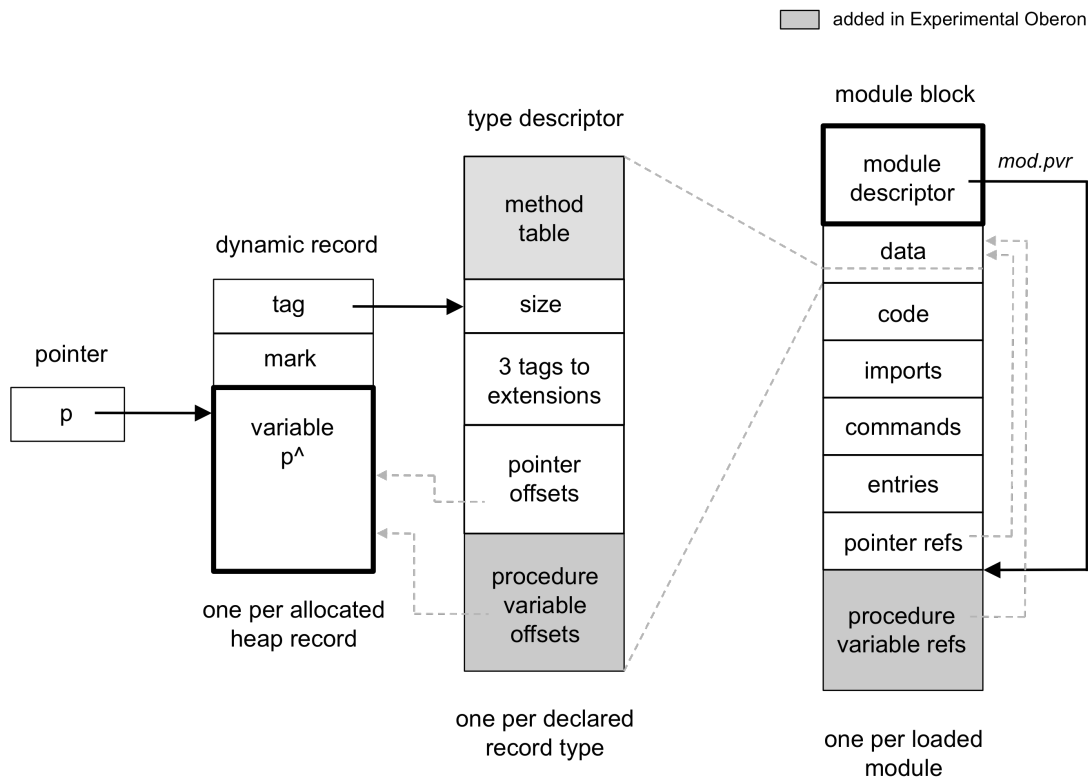 added in Experimental Oberon
module block
type descriptor
module
descriptor
mod.pvr
method
table
dynamic record
data
tag
size
code
pointer
mark
3 tags to
extensions
imports
p
variable
p^
commands
pointer
offsets
entries
pointer refs
procedure
variable
offsets
one per allocated
heap record
procedure
variable refs
one per declared
record type
one per loaded
module